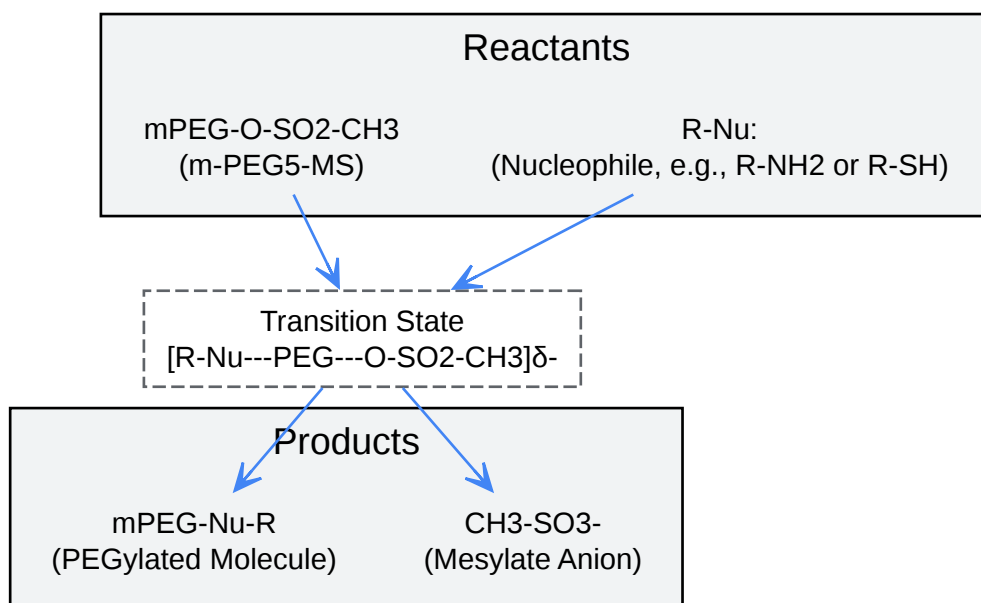 Reactants
mPEG-O-SO2-CH3
(m-PEG5-MS)
R-Nu:
(Nucleophile, e.g., R-NH2 or R-SH)
Transition State
[R-Nu---PEG---O-SO2-CH3]δ-
Products
mPEG-Nu-R
(PEGylated Molecule)
CH3-SO3-
(Mesylate Anion)